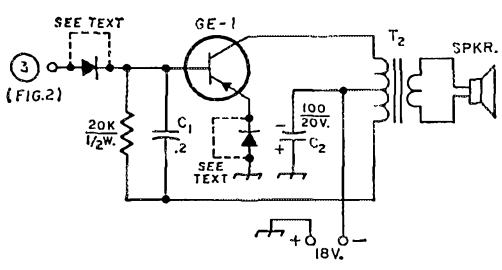 SEE TEXT
GE-1
T2
SPKR.
3
(FIG.2)
20K
1/2W.
C1
.2
SEE
TEXT
-
100
20V.
+
C2
+ 18V. -